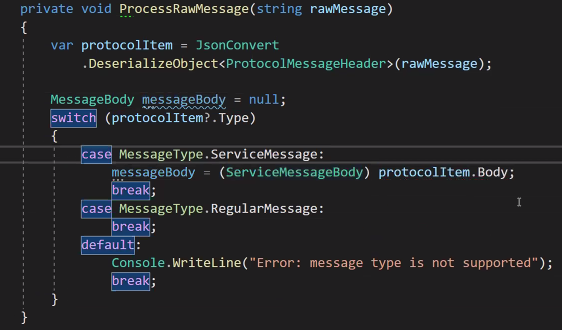 private void ProcessRawMessage(string rawMessage)
{
var protocolItem = JsonConvert
.DeserializeObject<ProtocolMessageHeader>(rawMessage);
MessageBody messageBody = null;
switch (protocolItem?.Type)
{
case MessageType.ServiceMessage:
messageBody = (ServiceMessageBody) protocolItem.Body;
break;
case MessageType.RegularMessage:
break;
default:
Console.WriteLine("Error: message type is not supported");
break;
}
}